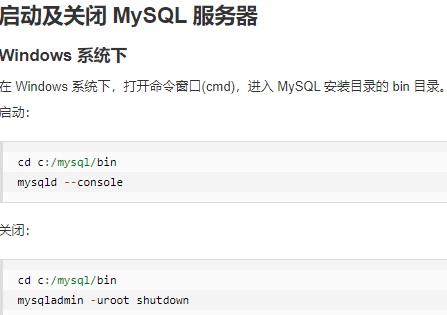 启动及关闭 MySQL 服务器
Windows 系统下
在 Windows 系统下，打开命令窗口(cmd)，进入 MySQL 安装目录的 bin 目录。
启动：
cd c:/mysql/bin
mysqld --console
关闭：
cd c:/mysql/bin
mysqladmin -uroot shutdown